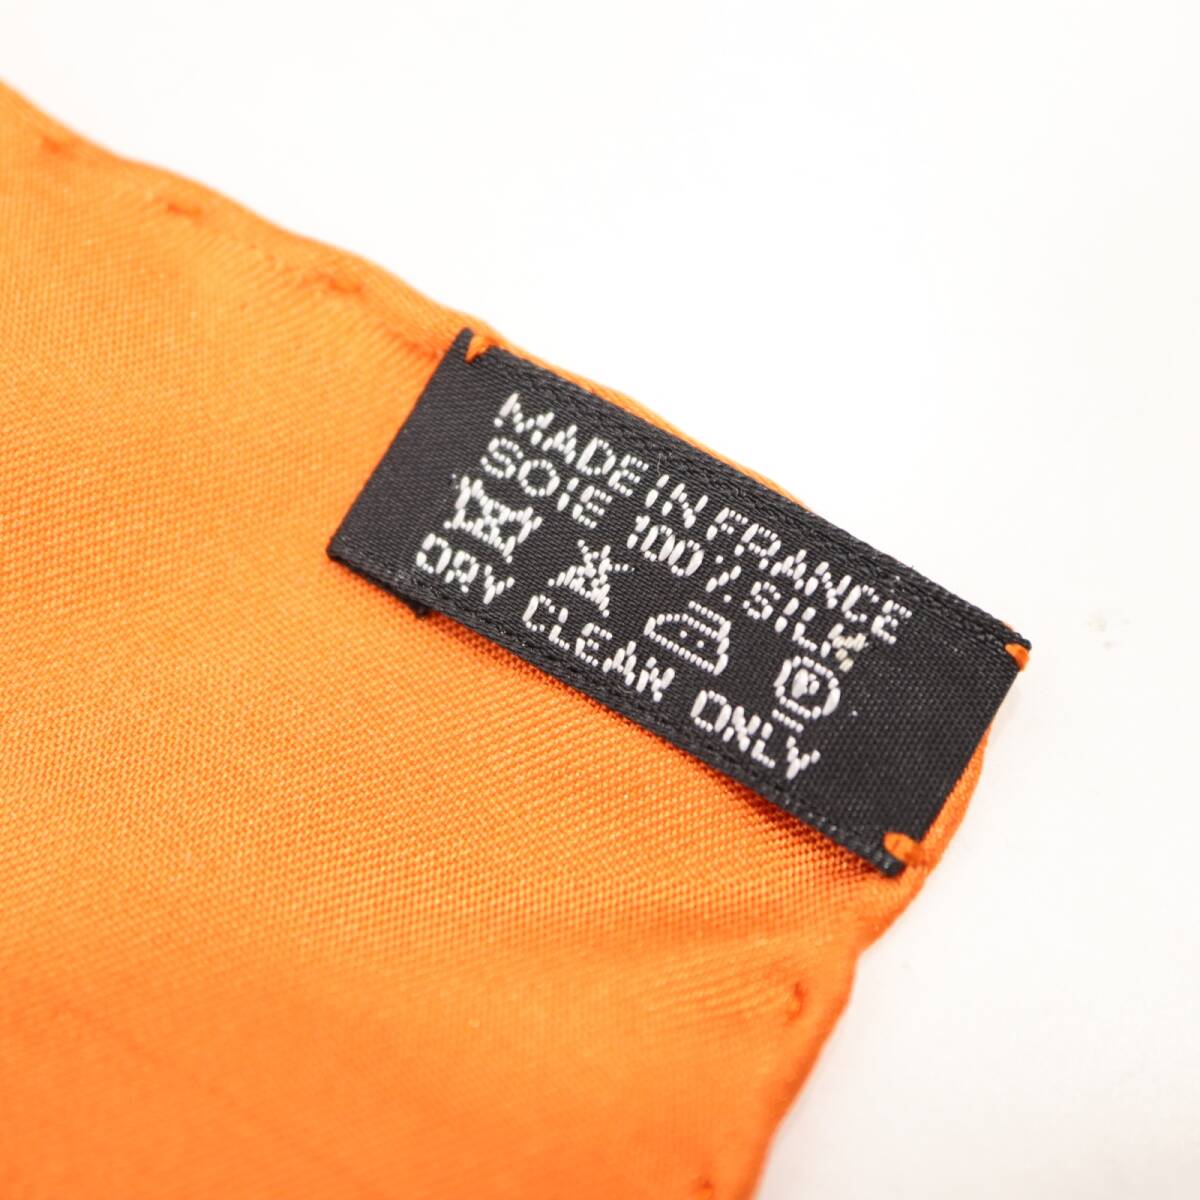 MADE IN FRANCE
SOIE 100% SILK
P
DRY CLEAN ONLY